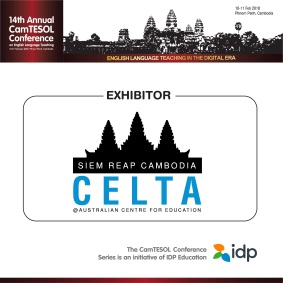 14th Annual
CamTESOL
Conference
on English Language Teaching
10-11 Feb 2018
Phnom Penh, Cambodia
ENGLISH LANGUAGE TEACHING IN THE DIGITAL ERA
EXHIBITOR
SIEM REAP CAMBODIA
CELTA
@AUSTRALIAN CENTRE FOR EDUCATION
The CamTESOL Conference
Series is an initiative of IDP Education
idp